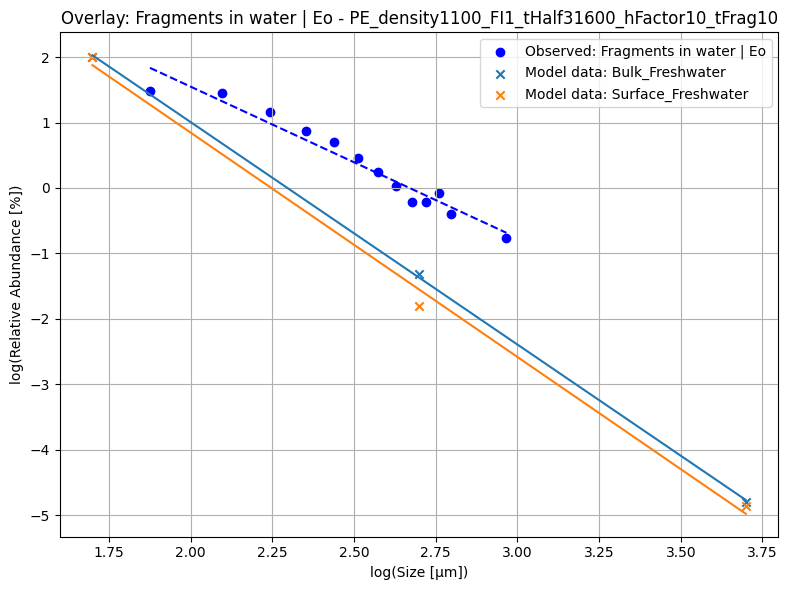 Overlay: Fragments in water | Eo - PE_density1100_FI1_tHalf31600_hFactor10_tFrag10
Observed: Fragments in water | Eo
Model data: Bulk_Freshwater
Model data: Surface_Freshwater
log(Relative Abundance [%])
2
1
0
−1
−2
−3
−4
−5
1.75
2.00
2.25
2.50
2.75
3.00
3.25
3.50
3.75
log(Size [μm])